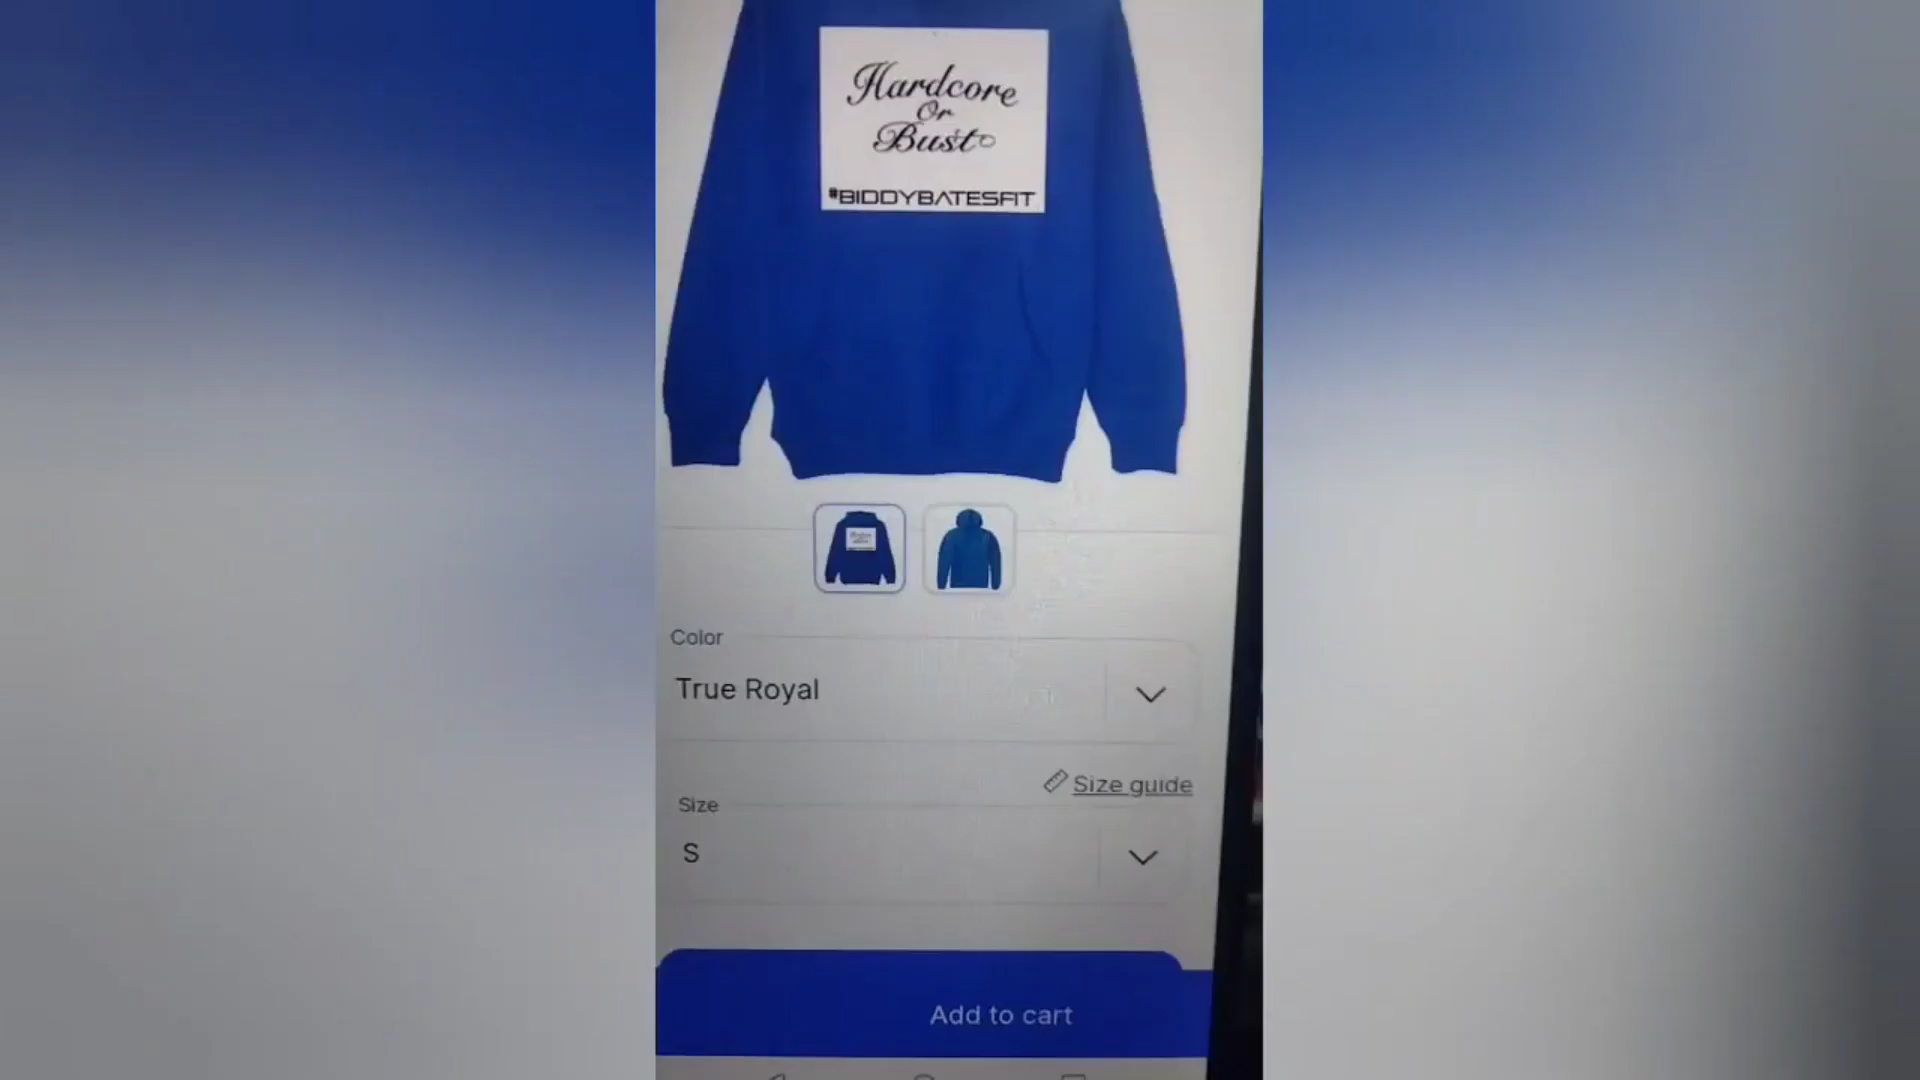 Hardcore
Or
Bust
#BIDDYBATESFIT
Color
True Royal
Size guide
Size
S
Add to cart